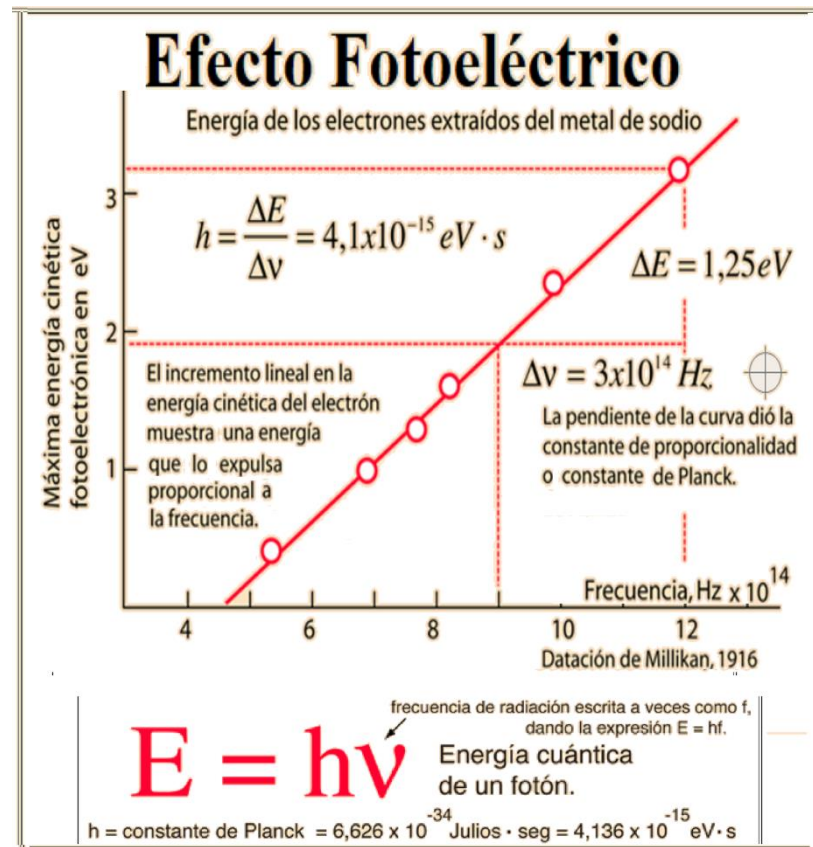 Efecto Fotoeléctrico
Energía de los electrones extraídos del metal de sodio
Máxima energía cinética
fotoelectrónica en eV
3
2
1
h = ΔE/Δν = 4,1x10⁻¹⁵ eV · s
ΔE = 1,25eV
Δν = 3x10¹⁴ Hz
El incremento lineal en la
energía cinética del electrón
muestra una energía
que lo expulsa
proporcional a
la frecuencia.
La pendiente de la curva dió la
constante de proporcionalidad
o constante de Planck.
Frecuencia, Hz x 10¹⁴
4 6 8 10 12
Datación de Millikan, 1916
frecuencia de radiación escrita a veces como f,
dando la expresión E = hf.
E = hν
Energía cuántica
de un fotón.
h = constante de Planck = 6,626 x 10⁻³⁴ Julios · seg = 4,136 x 10⁻¹⁵ eV· s